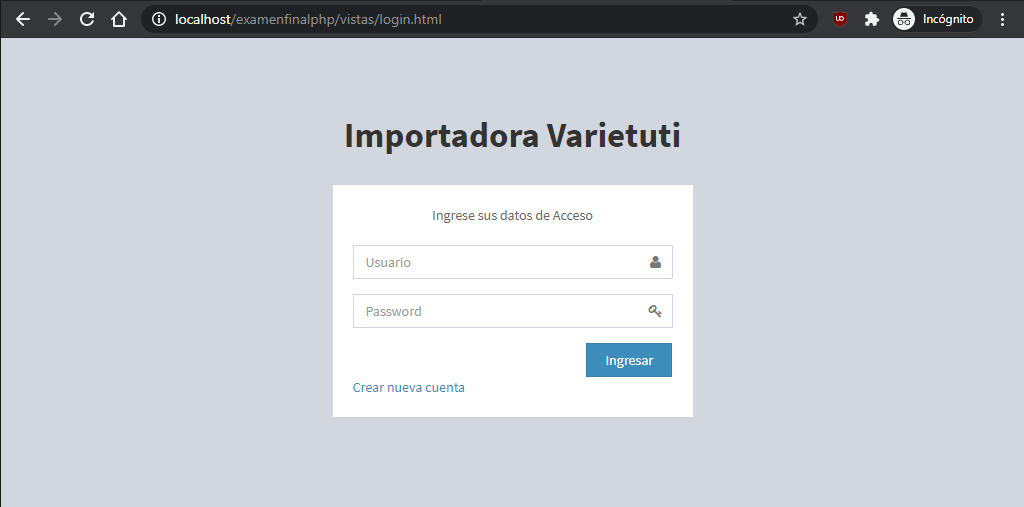 localhost/examenfinalphp/vistas/login.html
Incógnito
Importadora Varietuti
Ingrese sus datos de Acceso
Usuario
Password
Ingresar
Crear nueva cuenta